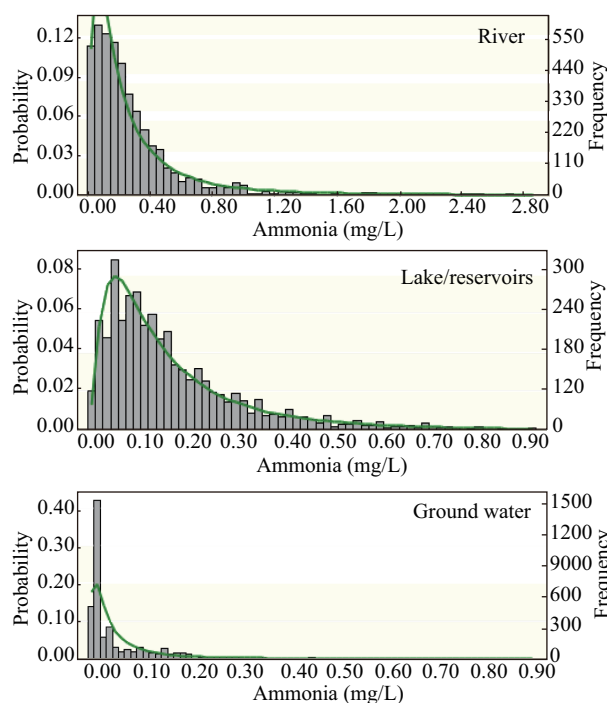 River
0.12
0.09
0.06
0.03
0.00
Probability
550
440
330
220
110
0
Frequency
0.00 0.40 0.80 1.20 1.60 2.00 2.40 2.80
Ammonia (mg/L)
Lake/reservoirs
0.08
0.06
0.04
0.02
0.00
Probability
300
260
180
120
0
Frequency
0.00 0.10 0.20 0.30 0.40 0.50 0.60 0.70 0.80 0.90
Ammonia (mg/L)
Ground water
0.40
0.30
0.20
0.10
0.00
Probability
1500
1200
9000
600
300
0
Frequency
0.00 0.10 0.20 0.30 0.40 0.50 0.60 0.70 0.80 0.90
Ammonia (mg/L)